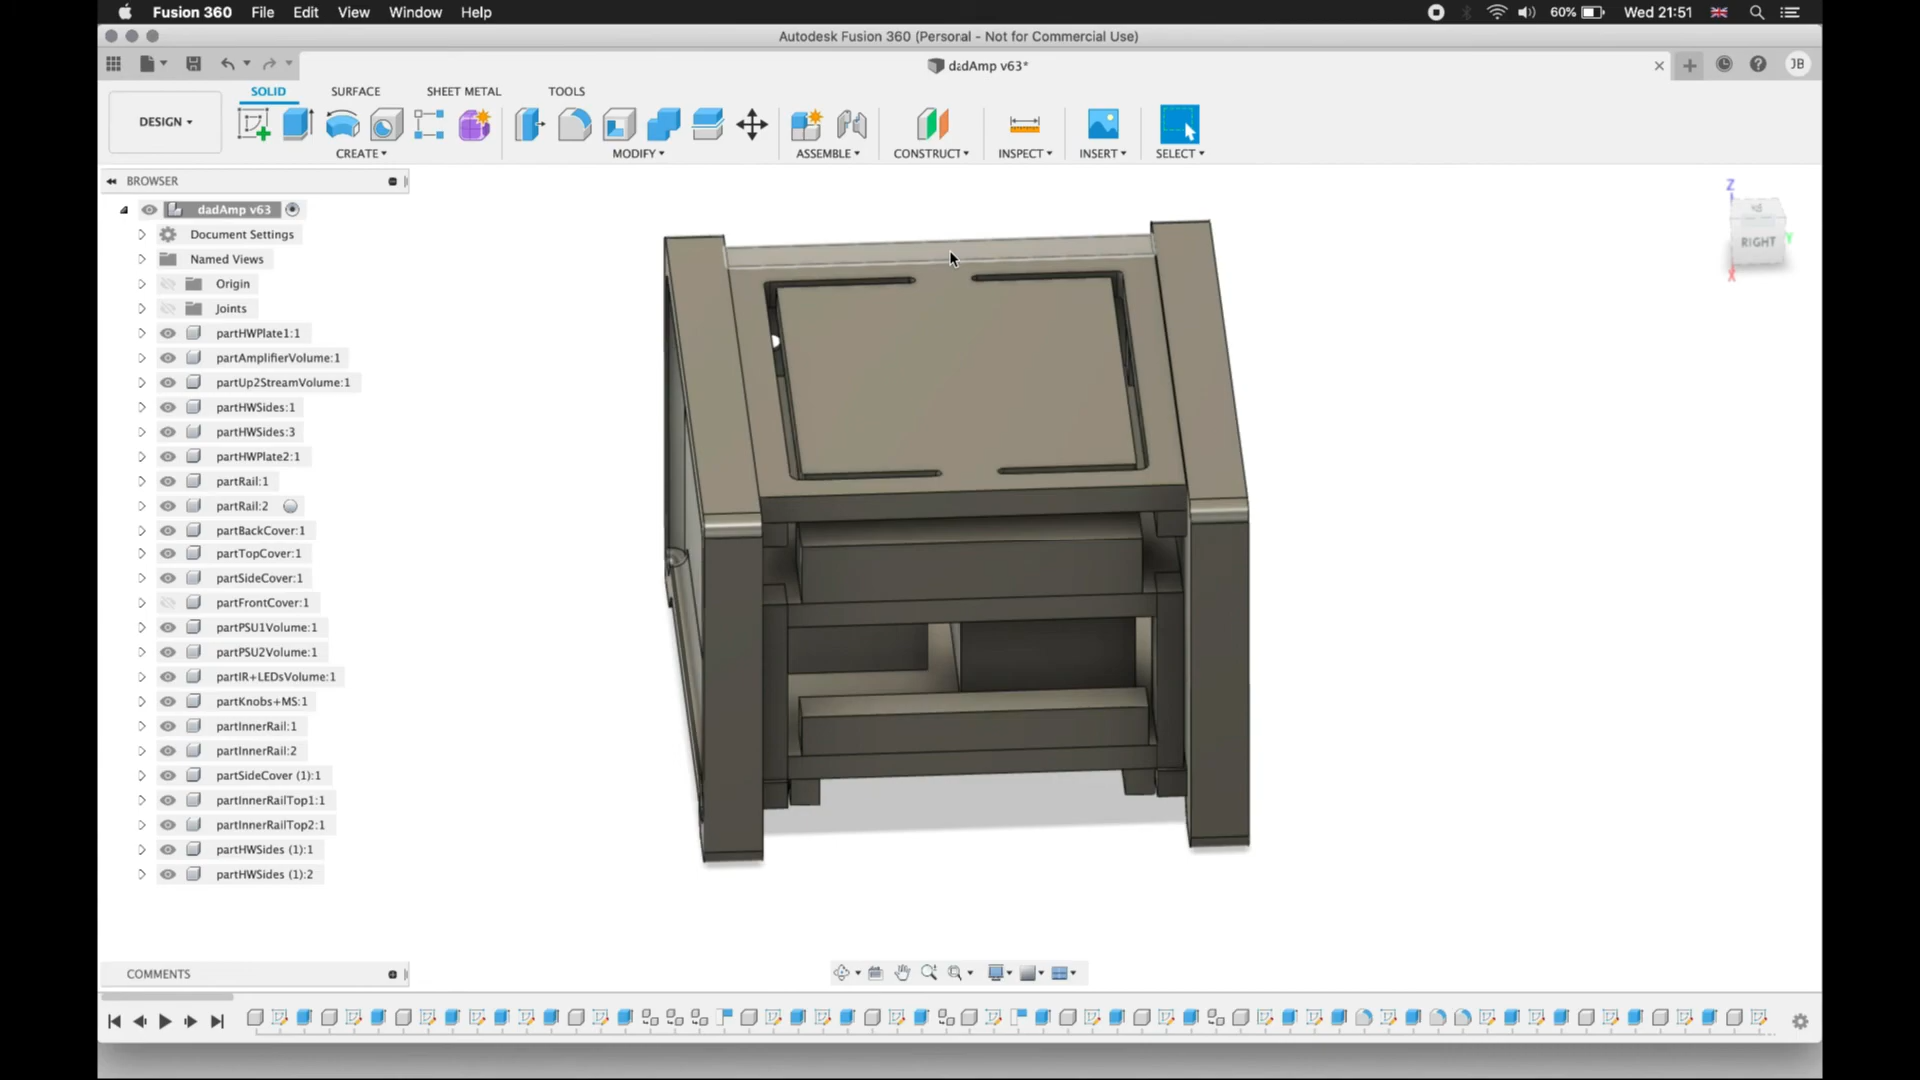 Fusion 360 File Edit View Window Help 60% Wed 21:51
Autodesk Fusion 360 (Personal - Not for Commercial Use)
dadAmp v63* JB
SOLID SURFACE SHEET METAL TOOLS
DESIGN
CREATE MODIFY ASSEMBLE CONSTRUCT INSPECT INSERT SELECT
BROWSER
dadAmp v63
Document Settings
Named Views
Origin
Joints
partHWPlate1:1
partAmplifierVolume:1
partUp2StreamVolume:1
partHWSides:1
partHWSides:3
partHWPlate2:1
partRail:1
partRail:2
partBackCover:1
partTopCover:1
partSideCover:1
partFrontCover:1
partPSU1Volume:1
partPSU2Volume:1
partIR+LEDsVolume:1
partKnobs+MS:1
partInnerRail:1
partInnerRail:2
partSideCover (1):1
partInnerRailTop1:1
partInnerRailTop2:1
partHWSides (1):1
partHWSides (1):2
Z
RIGHT
Y
X
COMMENTS